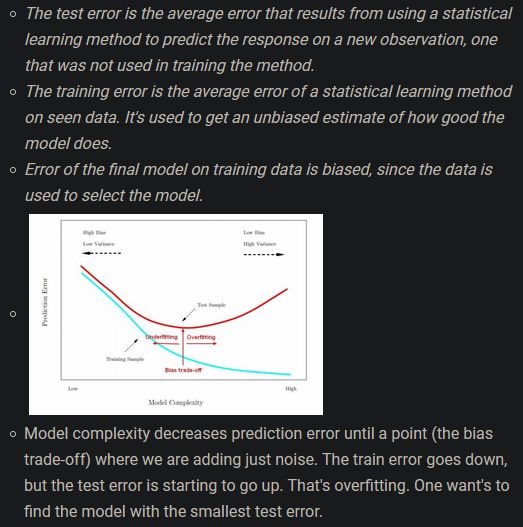 The test error is the average error that results from using a statistical
learning method to predict the response on a new observation, one
that was not used in training the method.
The training error is the average error of a statistical learning method
on seen data. It's used to get an unbiased estimate of how good the
model does.
Error of the final model on training data is biased, since the data is
used to select the model.
High Bias
Low Variance
Low Bias
High Variance
Prediction Error
Test Sample
Underfitting
Overfitting
Training Sample
Bias trade-off
Low
High
Model Complexity
Model complexity decreases prediction error until a point (the bias
trade-off) where we are adding just noise. The train error goes down,
but the test error is starting to go up. That's overfitting. One want's to
find the model with the smallest test error.